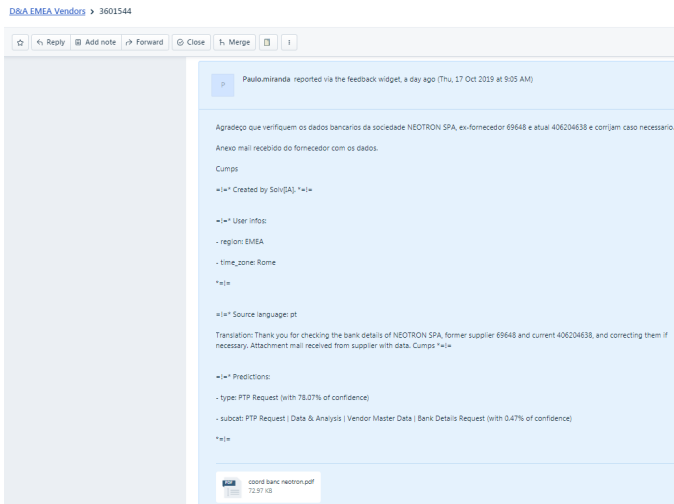 D&A EMEA Vendors > 3601544
Reply Add note Forward Close Merge
P
Paulo.miranda reported via the feedback widget, a day ago (Thu, 17 Oct 2019 at 9:05 AM)
Agradeço que verifiquem os dados bancarios da sociedade NEOTRON SPA, ex-fornecedor 69648 e atual 406204638 e corrijam caso necessario.
Anexo mail recebido do fornecedor com os dados.
Cumps
=!=* Created by Solv[IA]. *=!=
=!=* User infos:
- region: EMEA
- time_zone: Rome
*=!=
=!=* Source language: pt
Translation: Thank you for checking the bank details of NEOTRON SPA, former supplier 69648 and current 406204638, and correcting them if
necessary. Attachment mail received from supplier with data. Cumps *=!=
=!=* Predictions:
- type: PTP Request (with 78.07% of confidence)
- subcat: PTP Request | Data & Analysis | Vendor Master Data | Bank Details Request (with 0.47% of confidence)
*=!=
PDF
coord banc neotron.pdf
72.97 KB